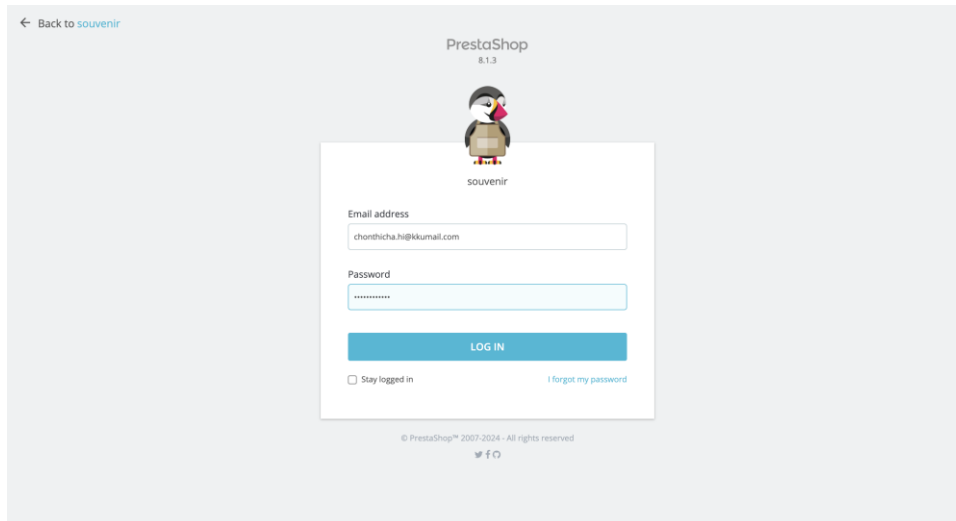 ← Back to souvenir
PrestaShop
8.1.3
souvenir
Email address
chonthicha.hi@kkumail.com
Password
••••••••••••
LOG IN
Stay logged in
I forgot my password
© PrestaShop™ 2007-2024 - All rights reserved